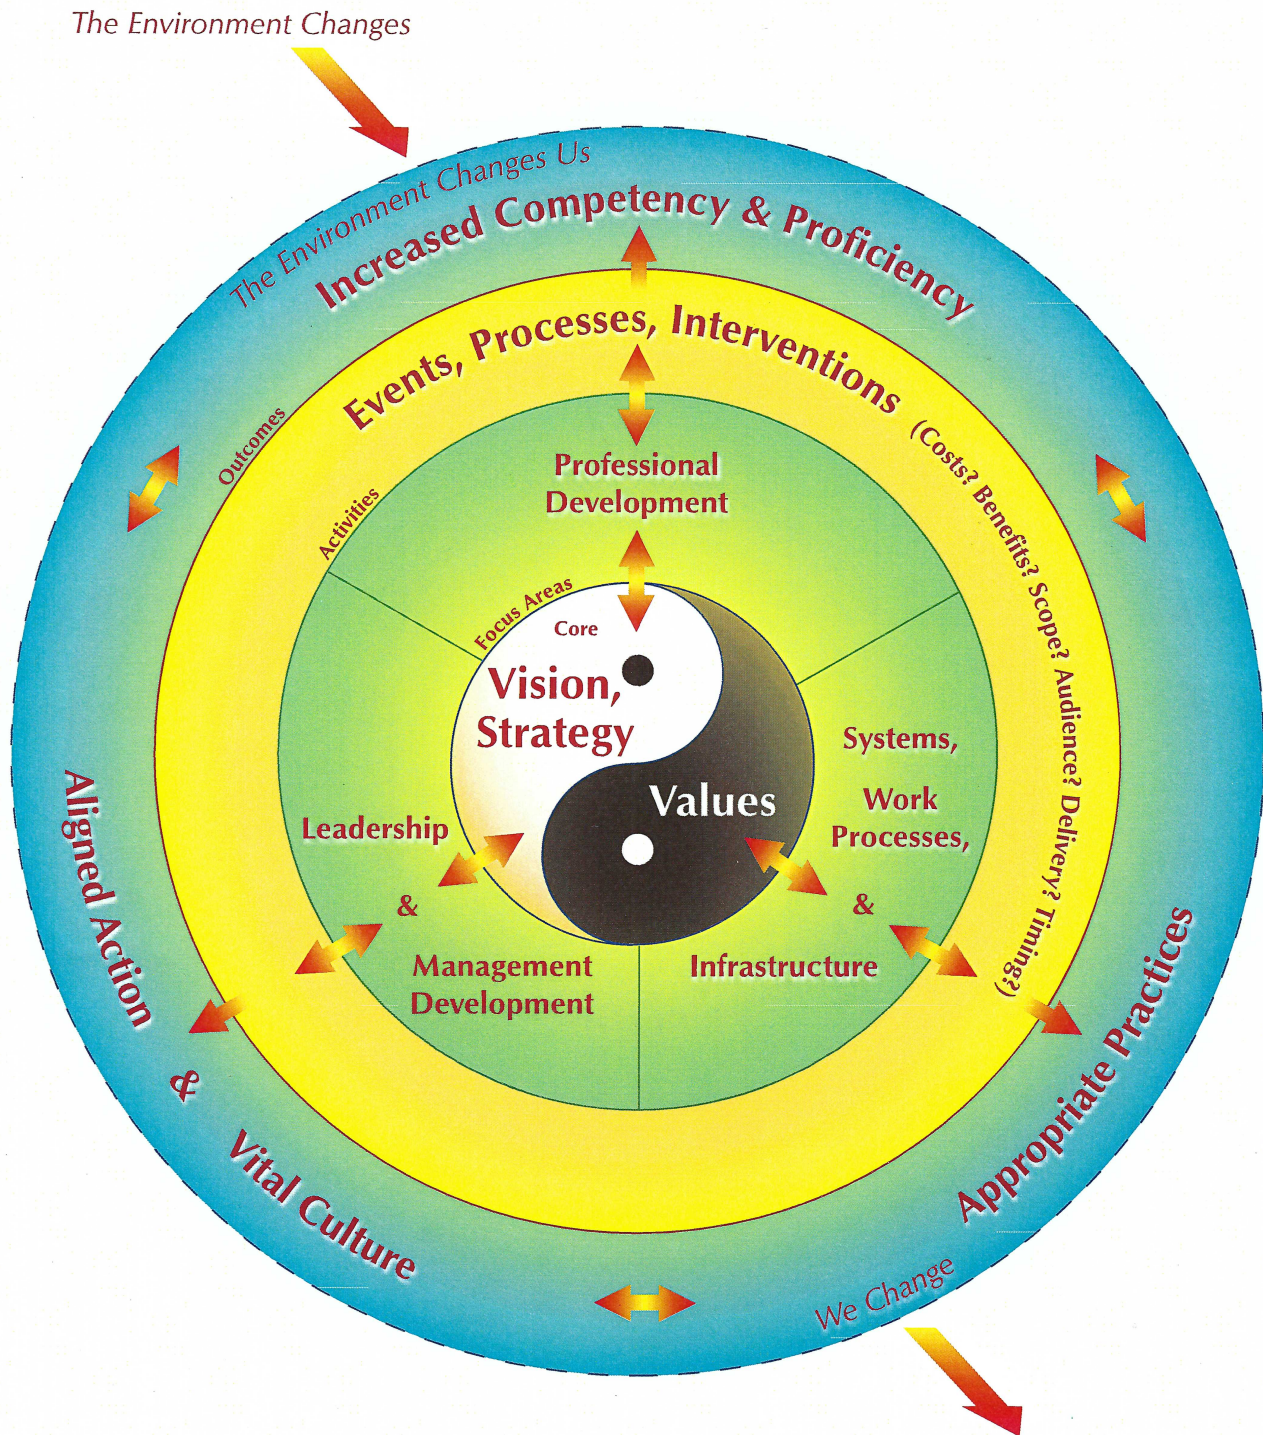 The Environment Changes
The Environment Changes Us
Increased Competency & Proficiency
Events, Processes, Interventions
(Costs? Benefits? Scope? Audience? Delivery? Timing?)
Outcomes
Activities
Professional
Development
Focus Areas
Core
Vision,
Strategy
Values
Systems,
Work
Processes,
&
Infrastructure
Leadership
&
Management
Development
Aligned Action
&
Vital Culture
Appropriate Practices
We Change